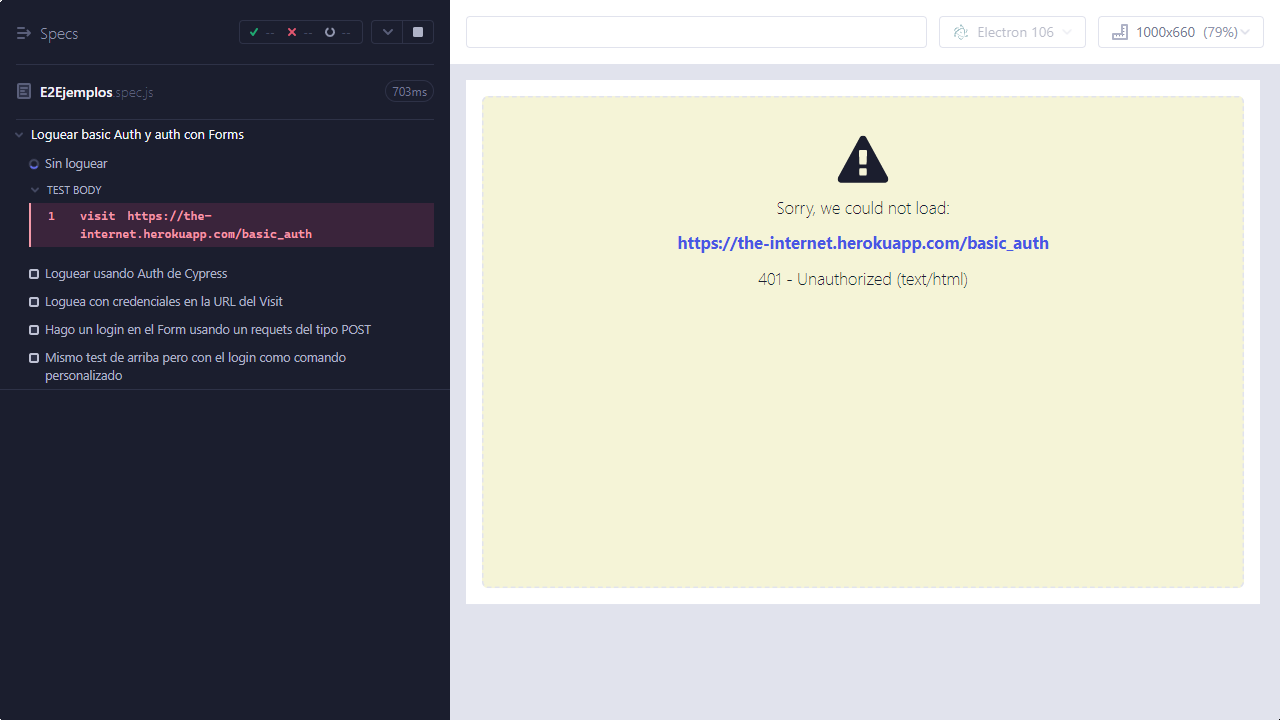 Specs
-- -- --
E2Ejemplos.spec.js
703ms
Loguear basic Auth y auth con Forms
Sin loguear
TEST BODY
1 visit https://the-
internet.herokuapp.com/basic_auth
Loguear usando Auth de Cypress
Loguea con credenciales en la URL del Visit
Hago un login en el Form usando un requets del tipo POST
Mismo test de arriba pero con el login como comando
personalizado
Electron 106
1000x660 (79%)
Sorry, we could not load:
https://the-internet.herokuapp.com/basic_auth
401 - Unauthorized (text/html)